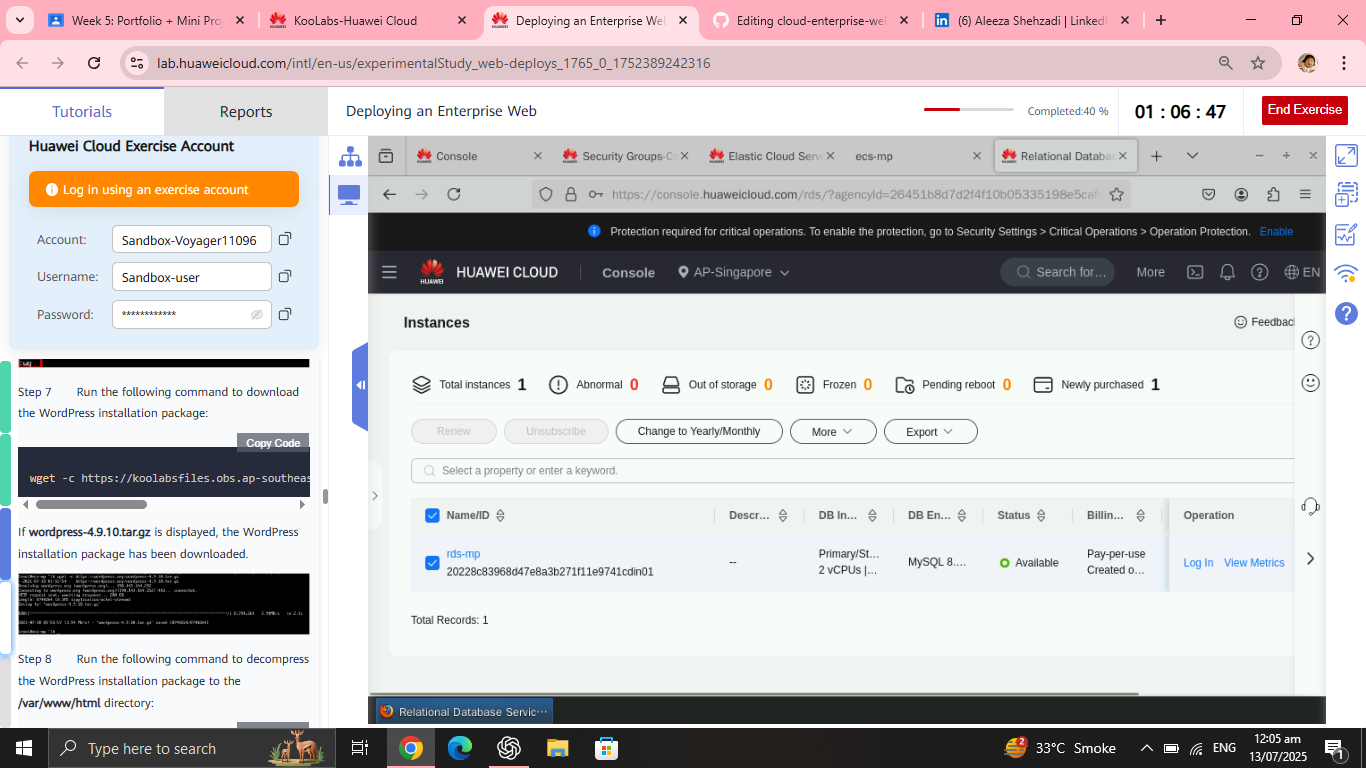 Week 5: Portfolio + Mini Pro
KooLabs-Huawei Cloud
Deploying an Enterprise We
Editing cloud-enterprise-we
(6) Aleeza Shehzadi | LinkedI
lab.huaweicloud.com/intl/en-us/experimentalStudy_web-deploys_1765_0_1752389242316
Tutorials
Reports
Deploying an Enterprise Web
Completed:40 %
01 : 06 : 47
End Exercise
Huawei Cloud Exercise Account
Log in using an exercise account
Account: Sandbox-Voyager11096
Username: Sandbox-user
Password: ************
Step 7 Run the following command to download
the WordPress installation package:
Copy Code
wget -c https://koolabsfiles.obs.ap-southeas
If wordpress-4.9.10.tar.gz is displayed, the WordPress
installation package has been downloaded.
Step 8 Run the following command to decompress
the WordPress installation package to the
/var/www/html directory:
Console
Security Groups-C
Elastic Cloud Serv
ecs-mp
Relational Databa
https://console.huaweicloud.com/rds/?agencyId=26451b8d7d2f4f10b05335198e5caf
Protection required for critical operations. To enable the protection, go to Security Settings > Critical Operations > Operation Protection. Enable
HUAWEI
HUAWEI CLOUD
Console
AP-Singapore
Search for...
More
EN
Instances
Feedback
Total instances 1
Abnormal 0
Out of storage 0
Frozen 0
Pending reboot 0
Newly purchased 1
Renew
Unsubscribe
Change to Yearly/Monthly
More
Export
Select a property or enter a keyword.
Name/ID Descr... DB In... DB En... Status Billin... Operation
rds-mp
20228c83968d47e8a3b271f11e9741cdin01
--
Primary/St...
2 vCPUs |...
MySQL 8....
Available
Pay-per-use
Created o...
Log In View Metrics
Total Records: 1
Relational Database Servic...
Type here to search
2
33°C Smoke
ENG
12:05 am
13/07/2025
1